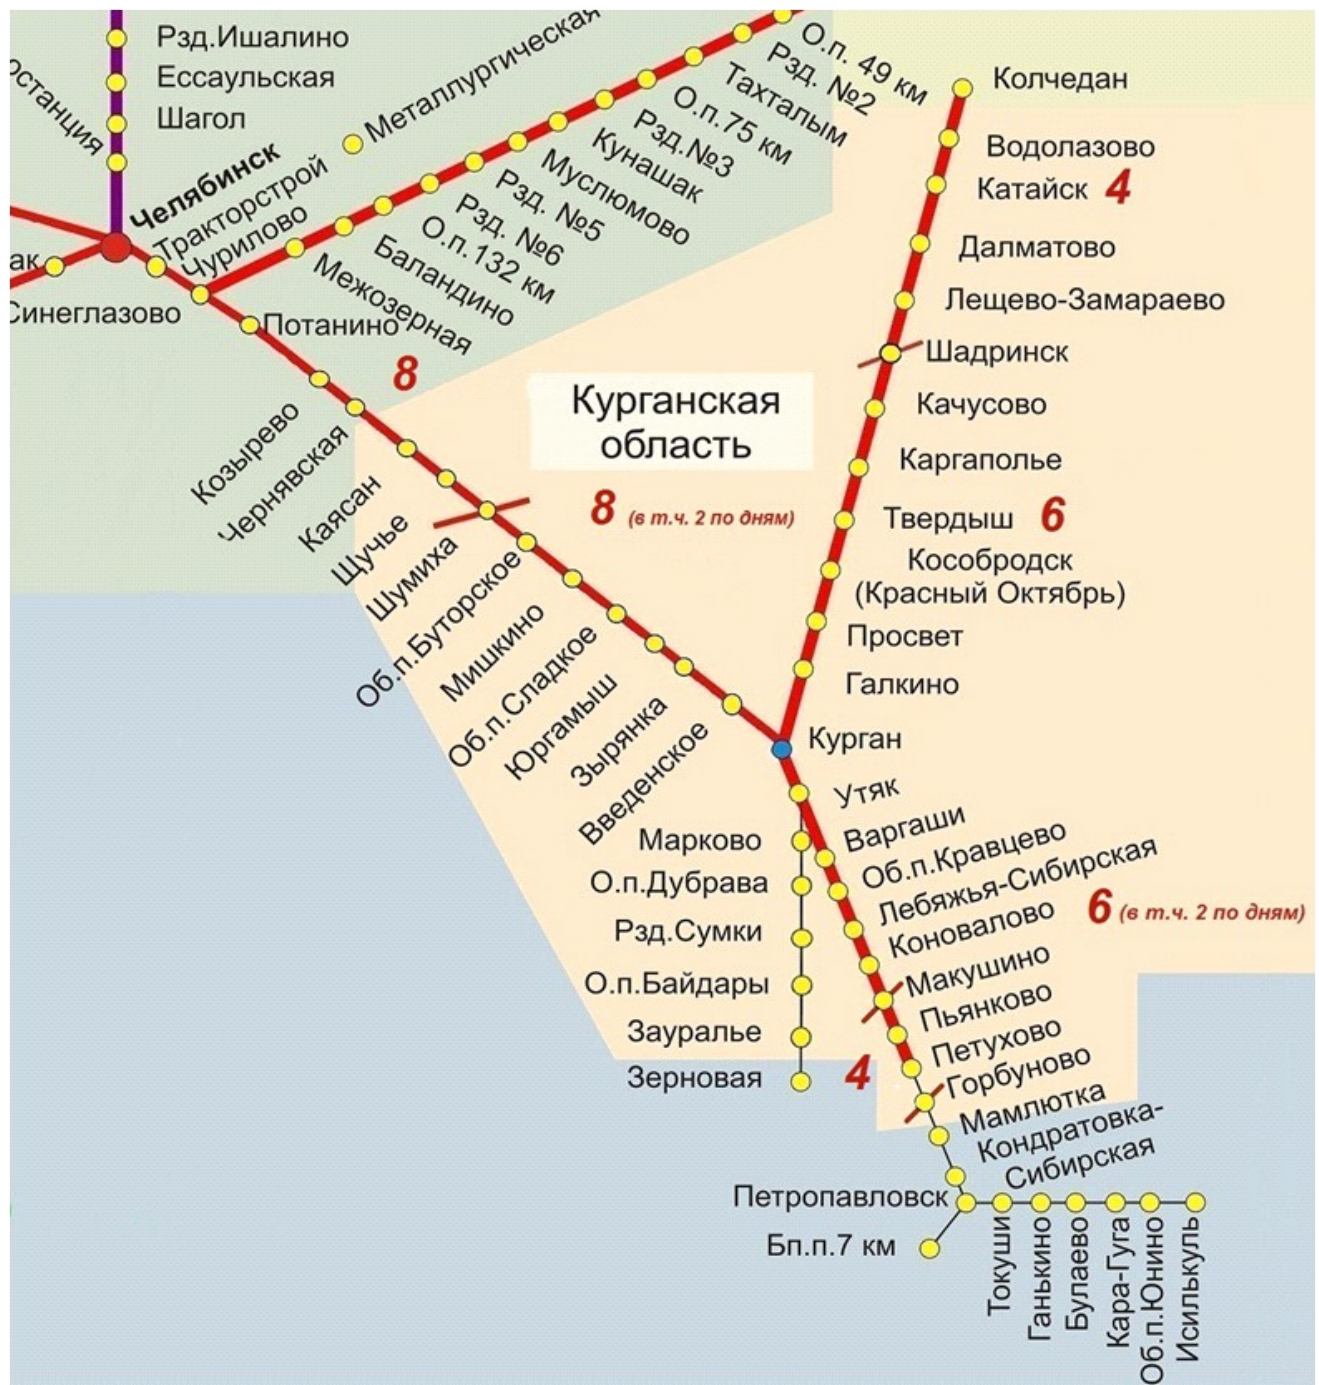 Рзд.Ишалино
Ессаульская
Шагол
Челябинск
Тракторстрой
Чурилово
Металлургическая
О.п. 49 км
Рзд. №2
Тахталым
О.п.75 км
Рзд.№3
Кунашак
Муслюмово
Рзд. №5
Рзд. №6
О.п.132 км
Баландино
Межозерная
Потанино
8
Козырево
Чернявская
Каясан
Щучье
Шумиха
Об.п.Буторское
Мишкино
Об.п.Сладкое
Юргамыш
Зырянка
Введенское
Курганская
область
8 (в т.ч. 2 по дням)
Колчедан
Водолазово
Катайск 4
Далматово
Лещево-Замараево
Шадринск
Качусово
Каргаполье
Твердыш 6
Кособродск
(Красный Октябрь)
Просвет
Галкино
Курган
Утяк
Варгаши
Об.п.Кравцево
Лебяжья-Сибирская
Коновалово
6 (в т.ч. 2 по дням)
Макушино
Пьянково
Петухово
Горбуново
Мамлютка
Кондратовка-
Сибирская
Марково
О.п.Дубрава
Рзд.Сумки
О.п.Байдары
Зауралье
Зерновая
4
Петропавловск
Бп.п.7 км
Токуши
Ганькино
Булаево
Кара-Гуга
Об.п.Юнино
Исилькуль